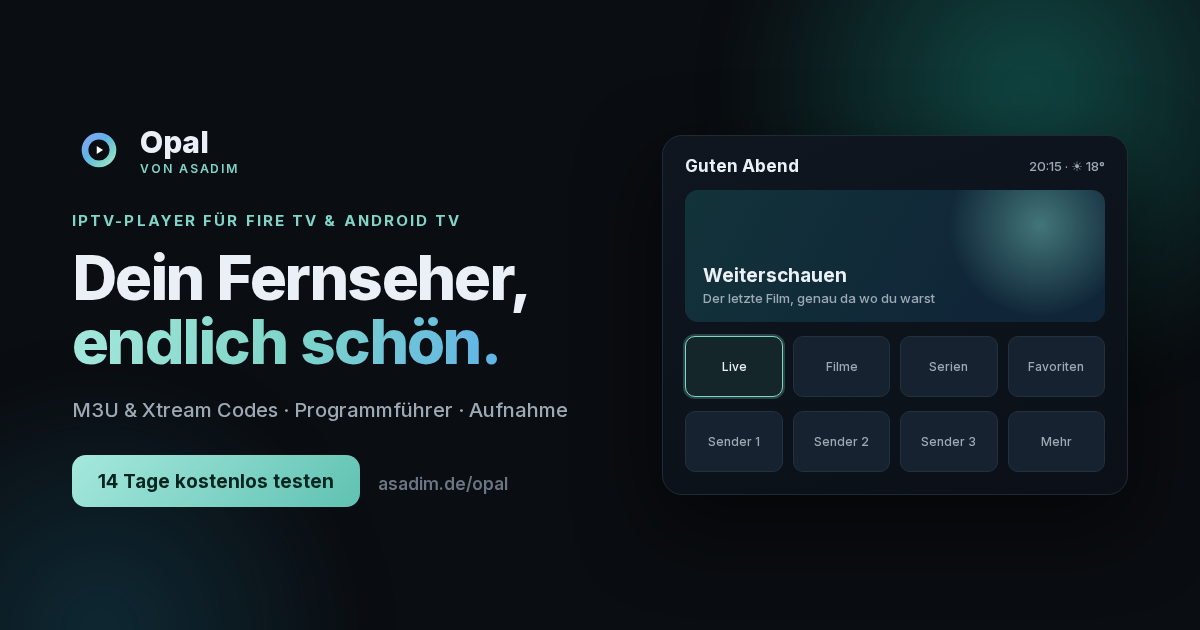 Opal
VON ASADIM
IPTV-PLAYER FÜR FIRE TV & ANDROID TV
Dein Fernseher,
endlich schön.
M3U & Xtream Codes · Programmführer · Aufnahme
14 Tage kostenlos testen
asadim.de/opal
Guten Abend
20:15 · ☀ 18°
Weiterschauen
Der letzte Film, genau da wo du warst
Live
Filme
Serien
Favoriten
Sender 1
Sender 2
Sender 3
Mehr